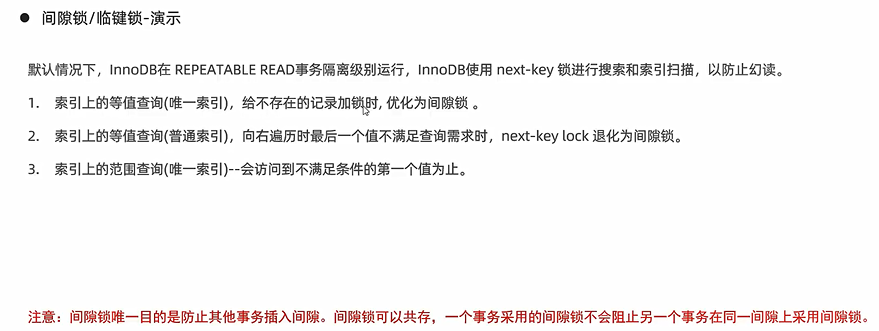 ● 间隙锁/临键锁-演示
默认情况下，InnoDB在 REPEATABLE READ事务隔离级别运行，InnoDB使用 next-key 锁进行搜索和索引扫描，以防止幻读。
1. 索引上的等值查询(唯一索引)，给不存在的记录加锁时, 优化为间隙锁 。
2. 索引上的等值查询(普通索引)，向右遍历时最后一个值不满足查询需求时，next-key lock 退化为间隙锁。
3. 索引上的范围查询(唯一索引)--会访问到不满足条件的第一个值为止。
注意：间隙锁唯一目的是防止其他事务插入间隙。间隙锁可以共存，一个事务采用的间隙锁不会阻止另一个事务在同一间隙上采用间隙锁。